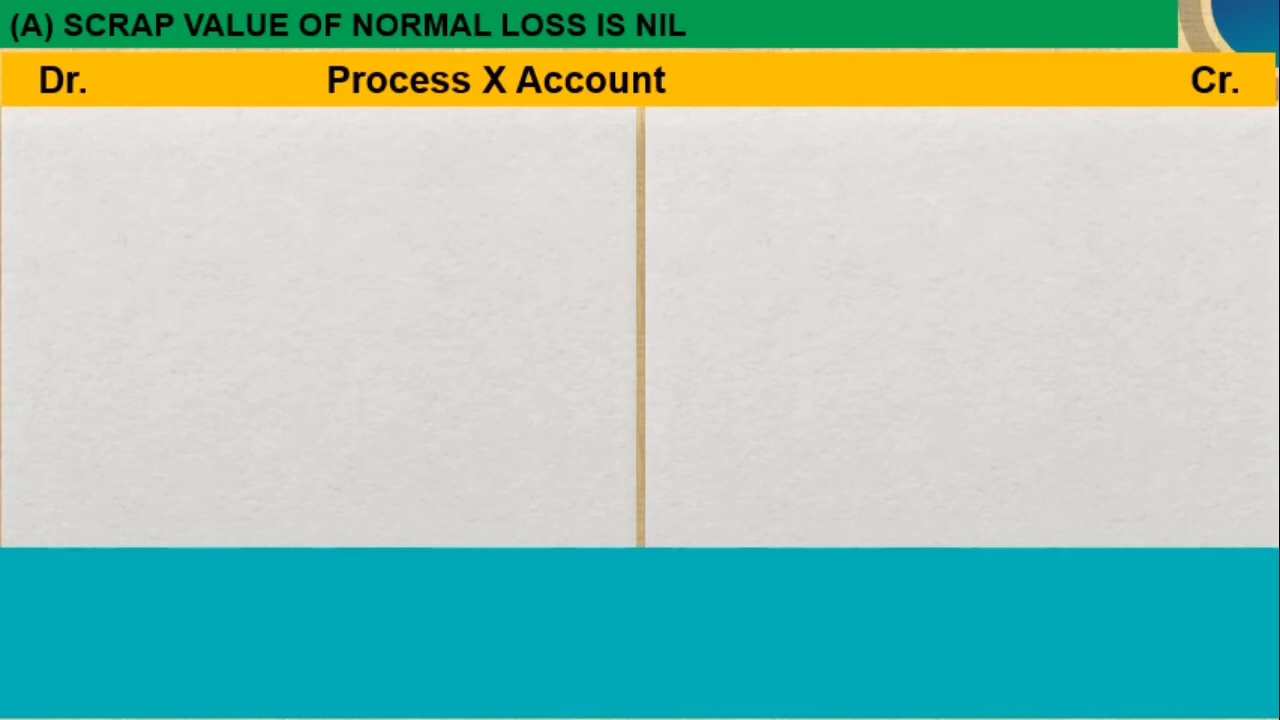 (A) SCRAP VALUE OF NORMAL LOSS IS NIL
Dr. Process X Account Cr.